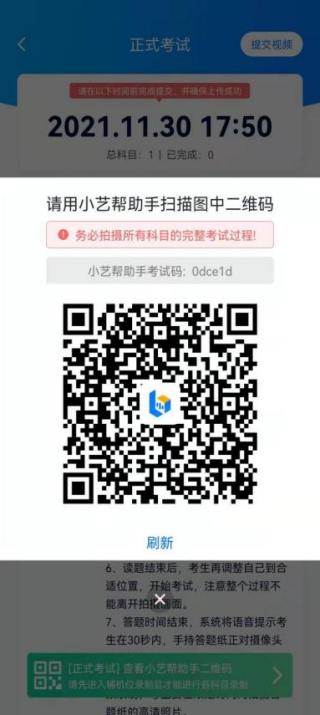 正式考试
提交视频
请在以下时间前完成提交，并确保上传成功
2021.11.30 17:50
总科目：1 | 已完成：0
请用小艺帮助手扫描图中二维码
务必拍摄所有科目的完整考试过程!
小艺帮助手考试码: 0dce1d
刷新
6、读题结束后，考生再调整自己到合
适位置，开始考试，注意整个过程不
能离开拍摄画面。
7、答题时间结束，系统将语音提示考
生在30秒内，手持答题纸正对摄像头
[正式考试] 查看小艺帮助手二维码
请先进入辅机位录制后才能进行各科目录制
答题纸的高清照片。